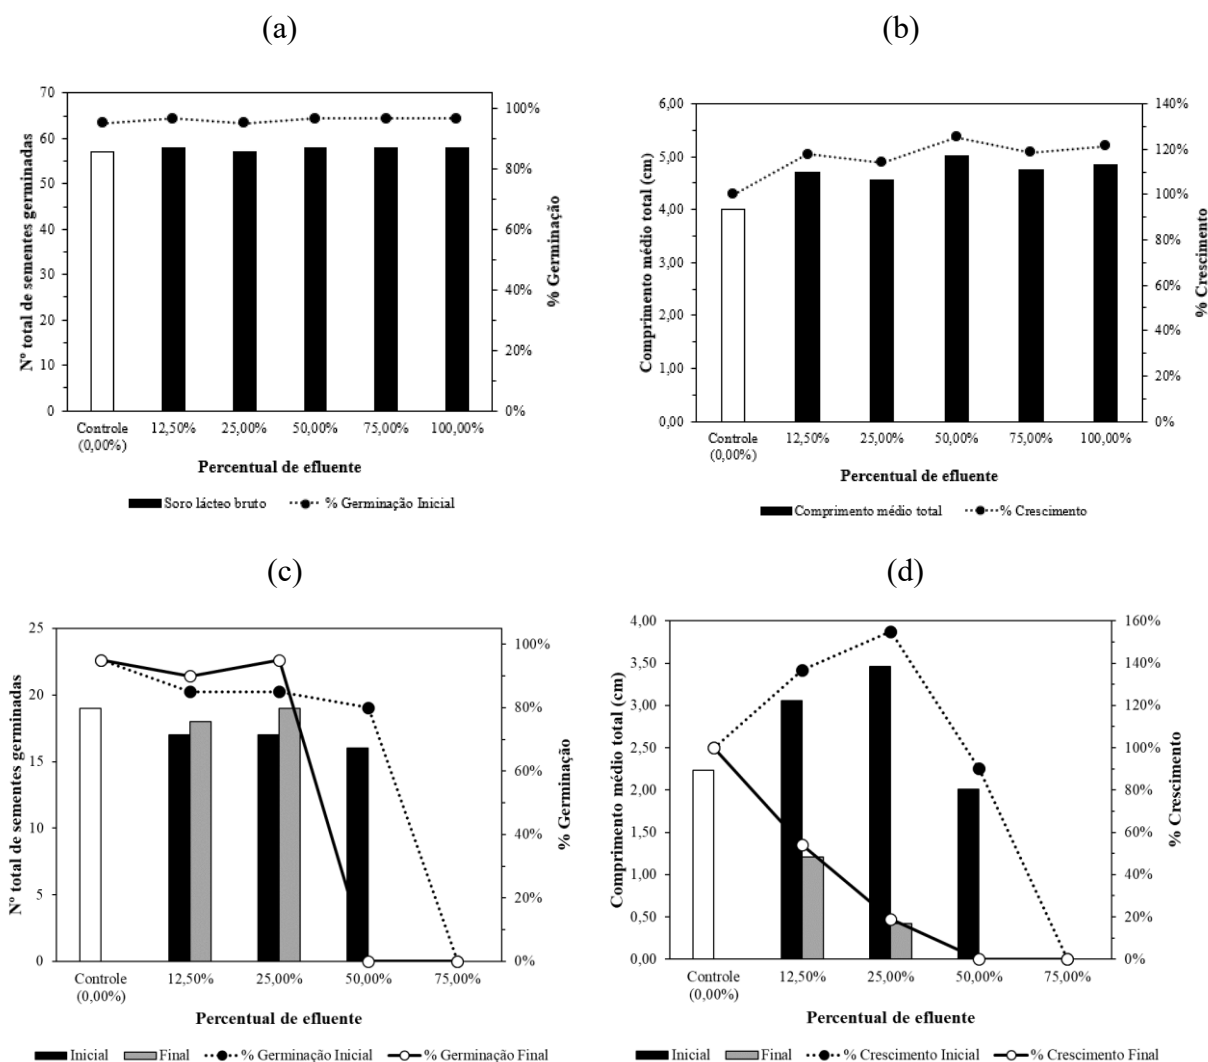 (a)
70
60
50
40
30
20
10
0
Nº total de sementes germinadas
100%
80%
60%
40%
20%
0%
% Germinação
Controle (0,00%)
12,50%
25,00%
50,00%
75,00%
100,00%
Percentual de efluente
Soro lácteo bruto
% Germinação Inicial
(b)
6,00
5,00
4,00
3,00
2,00
1,00
0,00
Comprimento médio total (cm)
140%
120%
100%
80%
60%
40%
20%
0%
% Crescimento
Controle (0,00%)
12,50%
25,00%
50,00%
75,00%
100,00%
Percentual de efluente
Comprimento médio total
% Crescimento
(c)
25
20
15
10
5
0
Nº total de sementes germinadas
100%
80%
60%
40%
20%
0%
% Germinação
Controle (0,00%)
12,50%
25,00%
50,00%
75,00%
Percentual de efluente
Inicial
Final
% Germinação Inicial
% Germinação Final
(d)
4,00
3,50
3,00
2,50
2,00
1,50
1,00
0,50
0,00
Comprimento médio total (cm)
160%
140%
120%
100%
80%
60%
40%
20%
0%
% Crescimento
Controle (0,00%)
12,50%
25,00%
50,00%
75,00%
Percentual de efluente
Inicial
Final
% Crescimento Inicial
% Crescimento Final